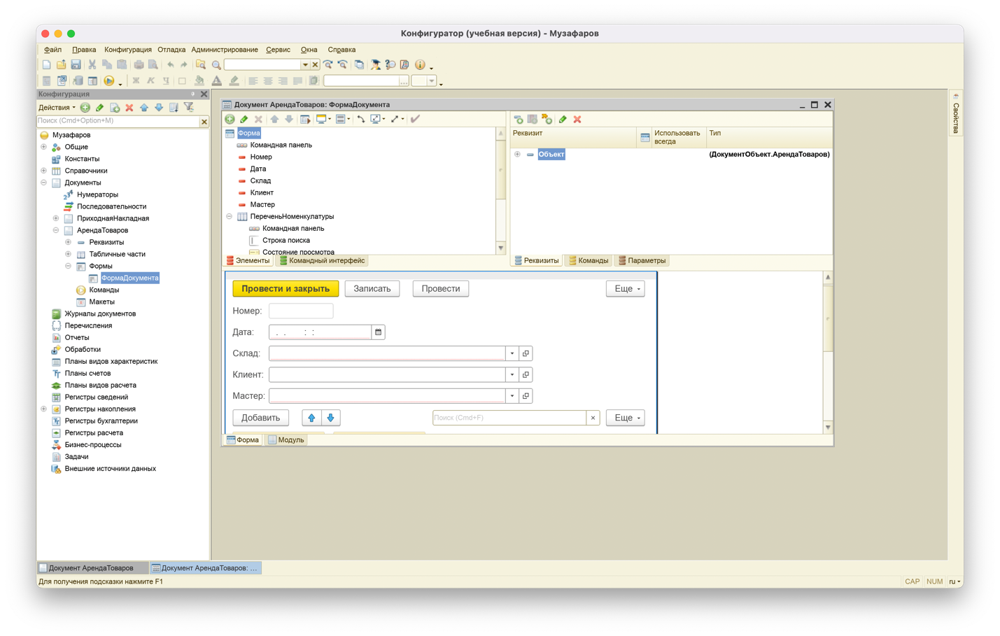 Конфигуратор (учебная версия) - Музафаров
Файл Правка Конфигурация Отладка Администрирование Сервис Окна Справка
Ж К Ч
Конфигурация
Действия
Поиск (Cmd+Option+M)
Музафаров
Общие
Константы
Справочники
Документы
Нумераторы
Последовательности
ПриходнаяНакладная
АрендаТоваров
Реквизиты
Табличные части
Формы
ФормаДокумента
Команды
Макеты
Журналы документов
Перечисления
Отчеты
Обработки
Планы видов характеристик
Планы счетов
Планы видов расчета
Регистры сведений
Регистры накопления
Регистры бухгалтерии
Регистры расчета
Бизнес-процессы
Задачи
Внешние источники данных
Документ АрендаТоваров: ФормаДокумента
Форма
Командная панель
Номер
Дата
Склад
Клиент
Мастер
ПереченьНоменкулатуры
Командная панель
Строка поиска
Состояние просмотра
Элементы Командный интерфейс
Реквизит Использовать всегда Тип
Объект (ДокументОбъект.АрендаТоваров)
Реквизиты Команды Параметры
Провести и закрыть Записать Провести Еще
Номер:
Дата: . . : :
Склад:
Клиент:
Мастер:
Добавить Поиск (Cmd+F) × Еще
Форма Модуль
Свойства
Документ АрендаТоваров Документ АрендаТоваров: ...
Для получения подсказки нажмите F1 CAP NUM ru